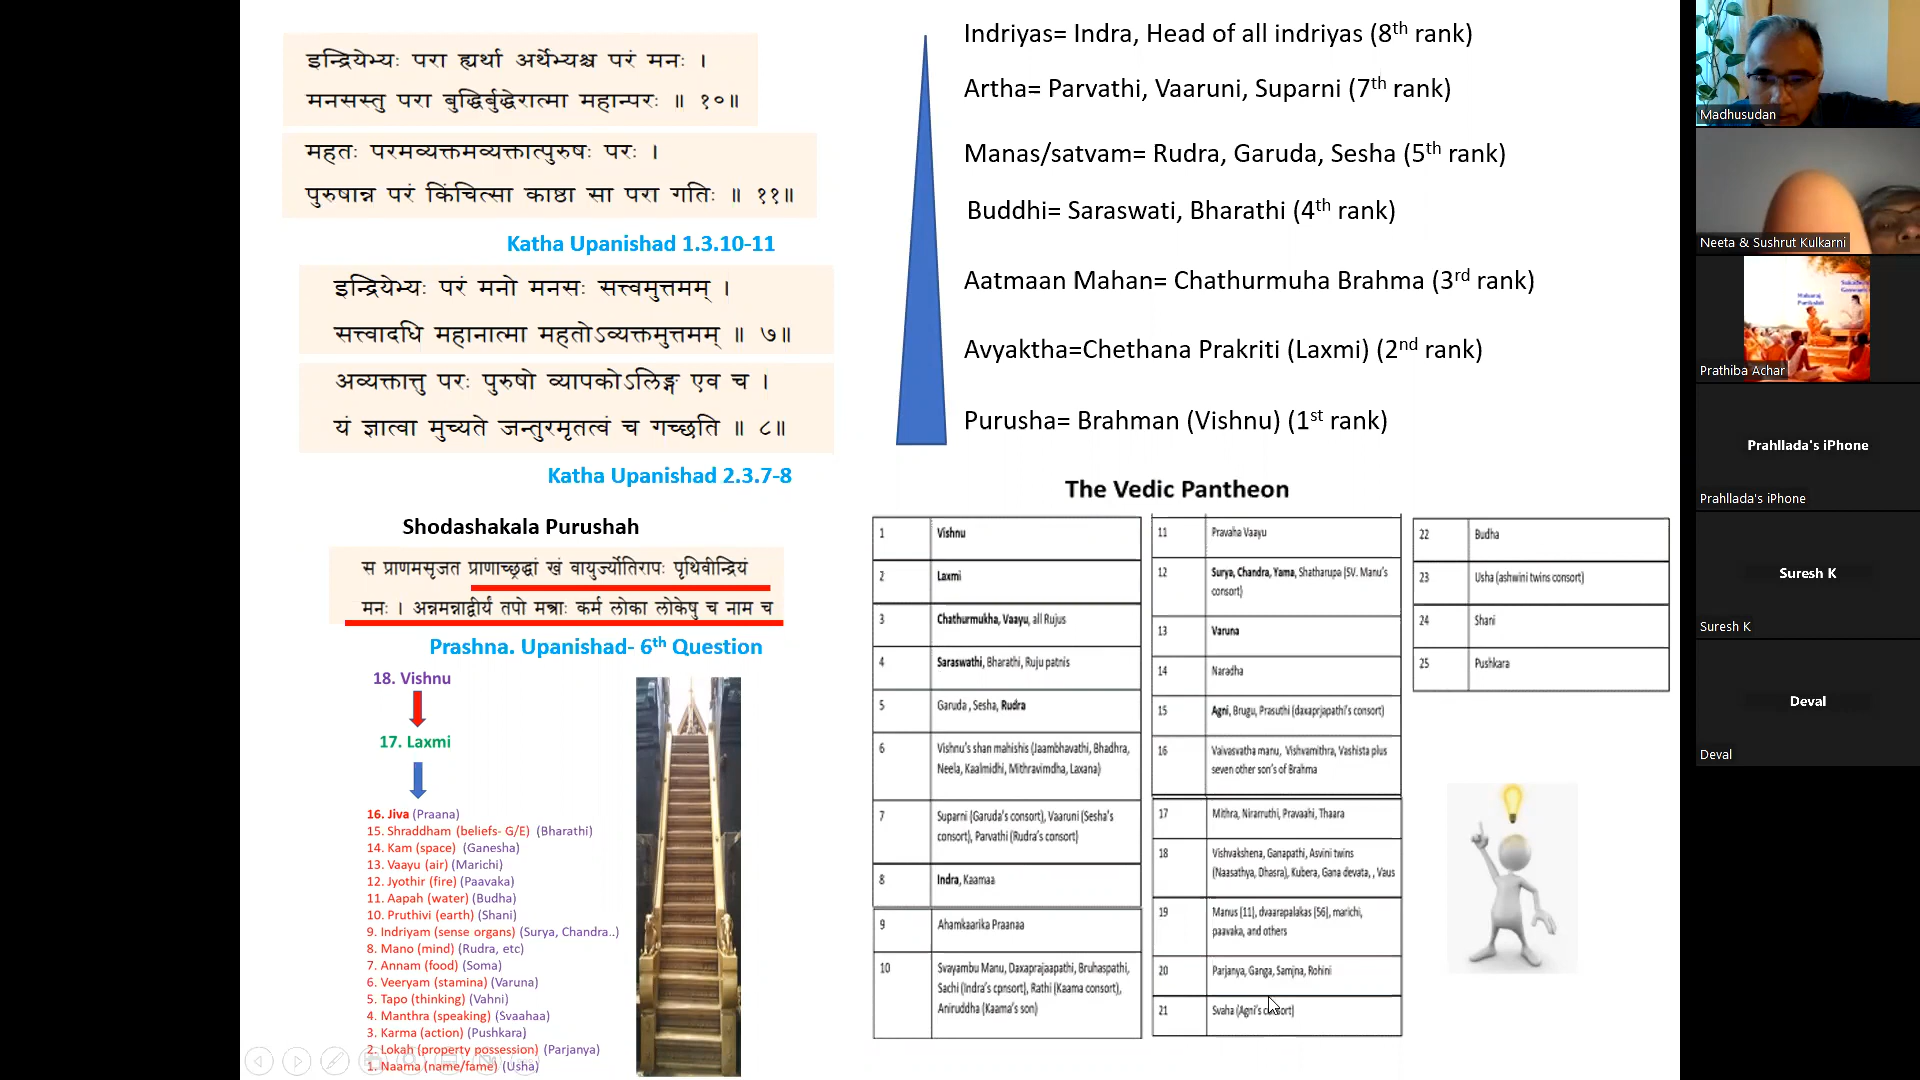 इन्द्रियेभ्यः परा ह्यर्था अर्थेभ्यश्च परं मनः ।
मनसस्तु परा बुद्धिर्बुद्धेरात्मा महान्परः ॥ १०॥
महतः परमव्यक्तमव्यक्तात्पुरुषः परः ।
पुरुषान्न परं किंचित्सा काष्ठा सा परा गतिः ॥ ११॥
Katha Upanishad 1.3.10-11
इन्द्रियेभ्यः परं मनो मनसः सत्त्वमुत्तमम् ।
सत्त्वादधि महानात्मा महतोऽव्यक्तमुत्तमम् ॥ ७॥
अव्यक्तात्तु परः पुरुषो व्यापकोऽलिङ्ग एव च ।
यं ज्ञात्वा मुच्यते जन्तुरमृतत्वं च गच्छति ॥ ८॥
Katha Upanishad 2.3.7-8
Shodashakala Purushah
स प्राणमसृजत प्राणाच्छ्रद्धां खं वायुर्ज्योतिरापः पृथिवीन्द्रियं
मनः । अन्नमन्नाद्वीर्यं तपो मन्त्राः कर्म लोका लोकेषु च नाम च
Prashna. Upanishad- 6th Question
18. Vishnu
17. Laxmi
16. Jiva (Praana)
15. Shraddham (beliefs- G/E) (Bharathi)
14. Kam (space) (Ganesha)
13. Vaayu (air) (Marichi)
12. Jyothir (fire) (Paavaka)
11. Aapah (water) (Budha)
10. Pruthivi (earth) (Shani)
9. Indriyam (sense organs) (Surya, Chandra..)
8. Mano (mind) (Rudra, etc)
7. Annam (food) (Soma)
6. Veeryam (stamina) (Varuna)
5. Tapo (thinking) (Vahni)
4. Manthra (speaking) (Svaahaa)
3. Karma (action) (Pushkara)
2. Lokah (property possession) (Parjanya)
1. Naama (name/fame) (Usha)
Indriyas= Indra, Head of all indriyas (8th rank)
Artha= Parvathi, Vaaruni, Suparni (7th rank)
Manas/satvam= Rudra, Garuda, Sesha (5th rank)
Buddhi= Saraswati, Bharathi (4th rank)
Aatmaan Mahan= Chathurmuha Brahma (3rd rank)
Avyaktha=Chethana Prakriti (Laxmi) (2nd rank)
Purusha= Brahman (Vishnu) (1st rank)
The Vedic Pantheon
1 Vishnu
2 Laxmi
3 Chathurmukha, Vaayu, all Rujus
4 Saraswathi, Bharathi, Ruju patnis
5 Garuda , Sesha, Rudra
6 Vishnu's shan mahishis (Jaambhavathi, Bhadhra,
Neela, Kaalmidhi, Mithravimdha, Laxana)
7 Suparni (Garuda's consort), Vaaruni (Sesha's
consort), Parvathi (Rudra's consort)
8 Indra, Kaamaa
9 Ahamkaarika Praanaa
10 Svayambu Manu, Daxaprajaapathi, Bruhaspathi,
Sachi (Indra's cpnsort), Rathi (Kaama consort),
Aniruddha (Kaama's son)
11 Pravaha Vaayu
12 Surya, Chandra, Yama, Shatharupa (SV. Manu's
consort)
13 Varuna
14 Naradha
15 Agni, Brugu, Prasuthi (daxaprjapathi's consort)
16 Vaivasvatha manu, Vishvamithra, Vashista plus
seven other son's of Brahma
17 Mithra, Nirarruthi, Pravaahi, Thaara
18 Vishvakshena, Ganapathi, Asvini twins
(Naasathya, Dhasra), Kubera, Gana devata, , Vaus
19 Manus (11), dvaarapalakas (56), marichi,
paavaka, and others
20 Parjanya, Ganga, Samjna, Rohini
21 Svaha (Agni's consort)
22 Budha
23 Usha (ashwini twins consort)
24 Shani
25 Pushkara
Madhusudan
Neeta & Sushrut Kulkarni
Prathiba Achar
Prahllada's iPhone
Prahllada's iPhone
Suresh K
Suresh K
Deval
Deval